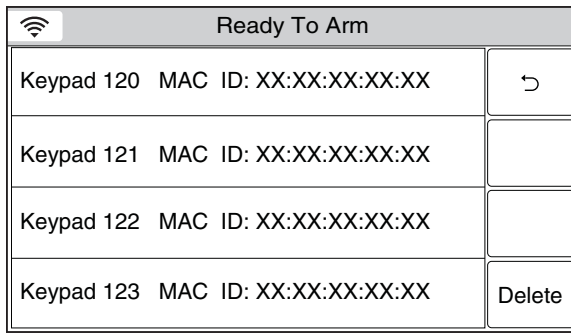 Ready To Arm
Keypad 120 MAC ID: XX:XX:XX:XX:XX
Keypad 121 MAC ID: XX:XX:XX:XX:XX
Keypad 122 MAC ID: XX:XX:XX:XX:XX
Keypad 123 MAC ID: XX:XX:XX:XX:XX
Delete